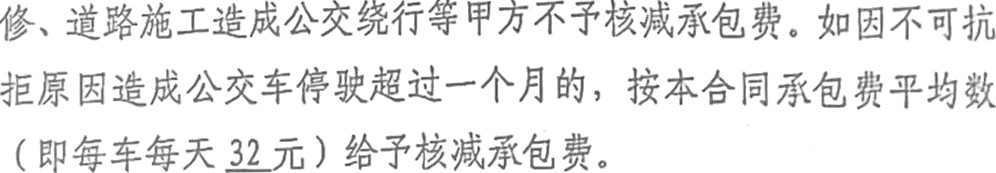 修、道路施工造成公交绕行等甲方不予核减承包费。如因不可抗
拒原因造成公交车停驶超过一个月的，按本合同承包费平均数
（即每车每天 32 元）给予核减承包费。